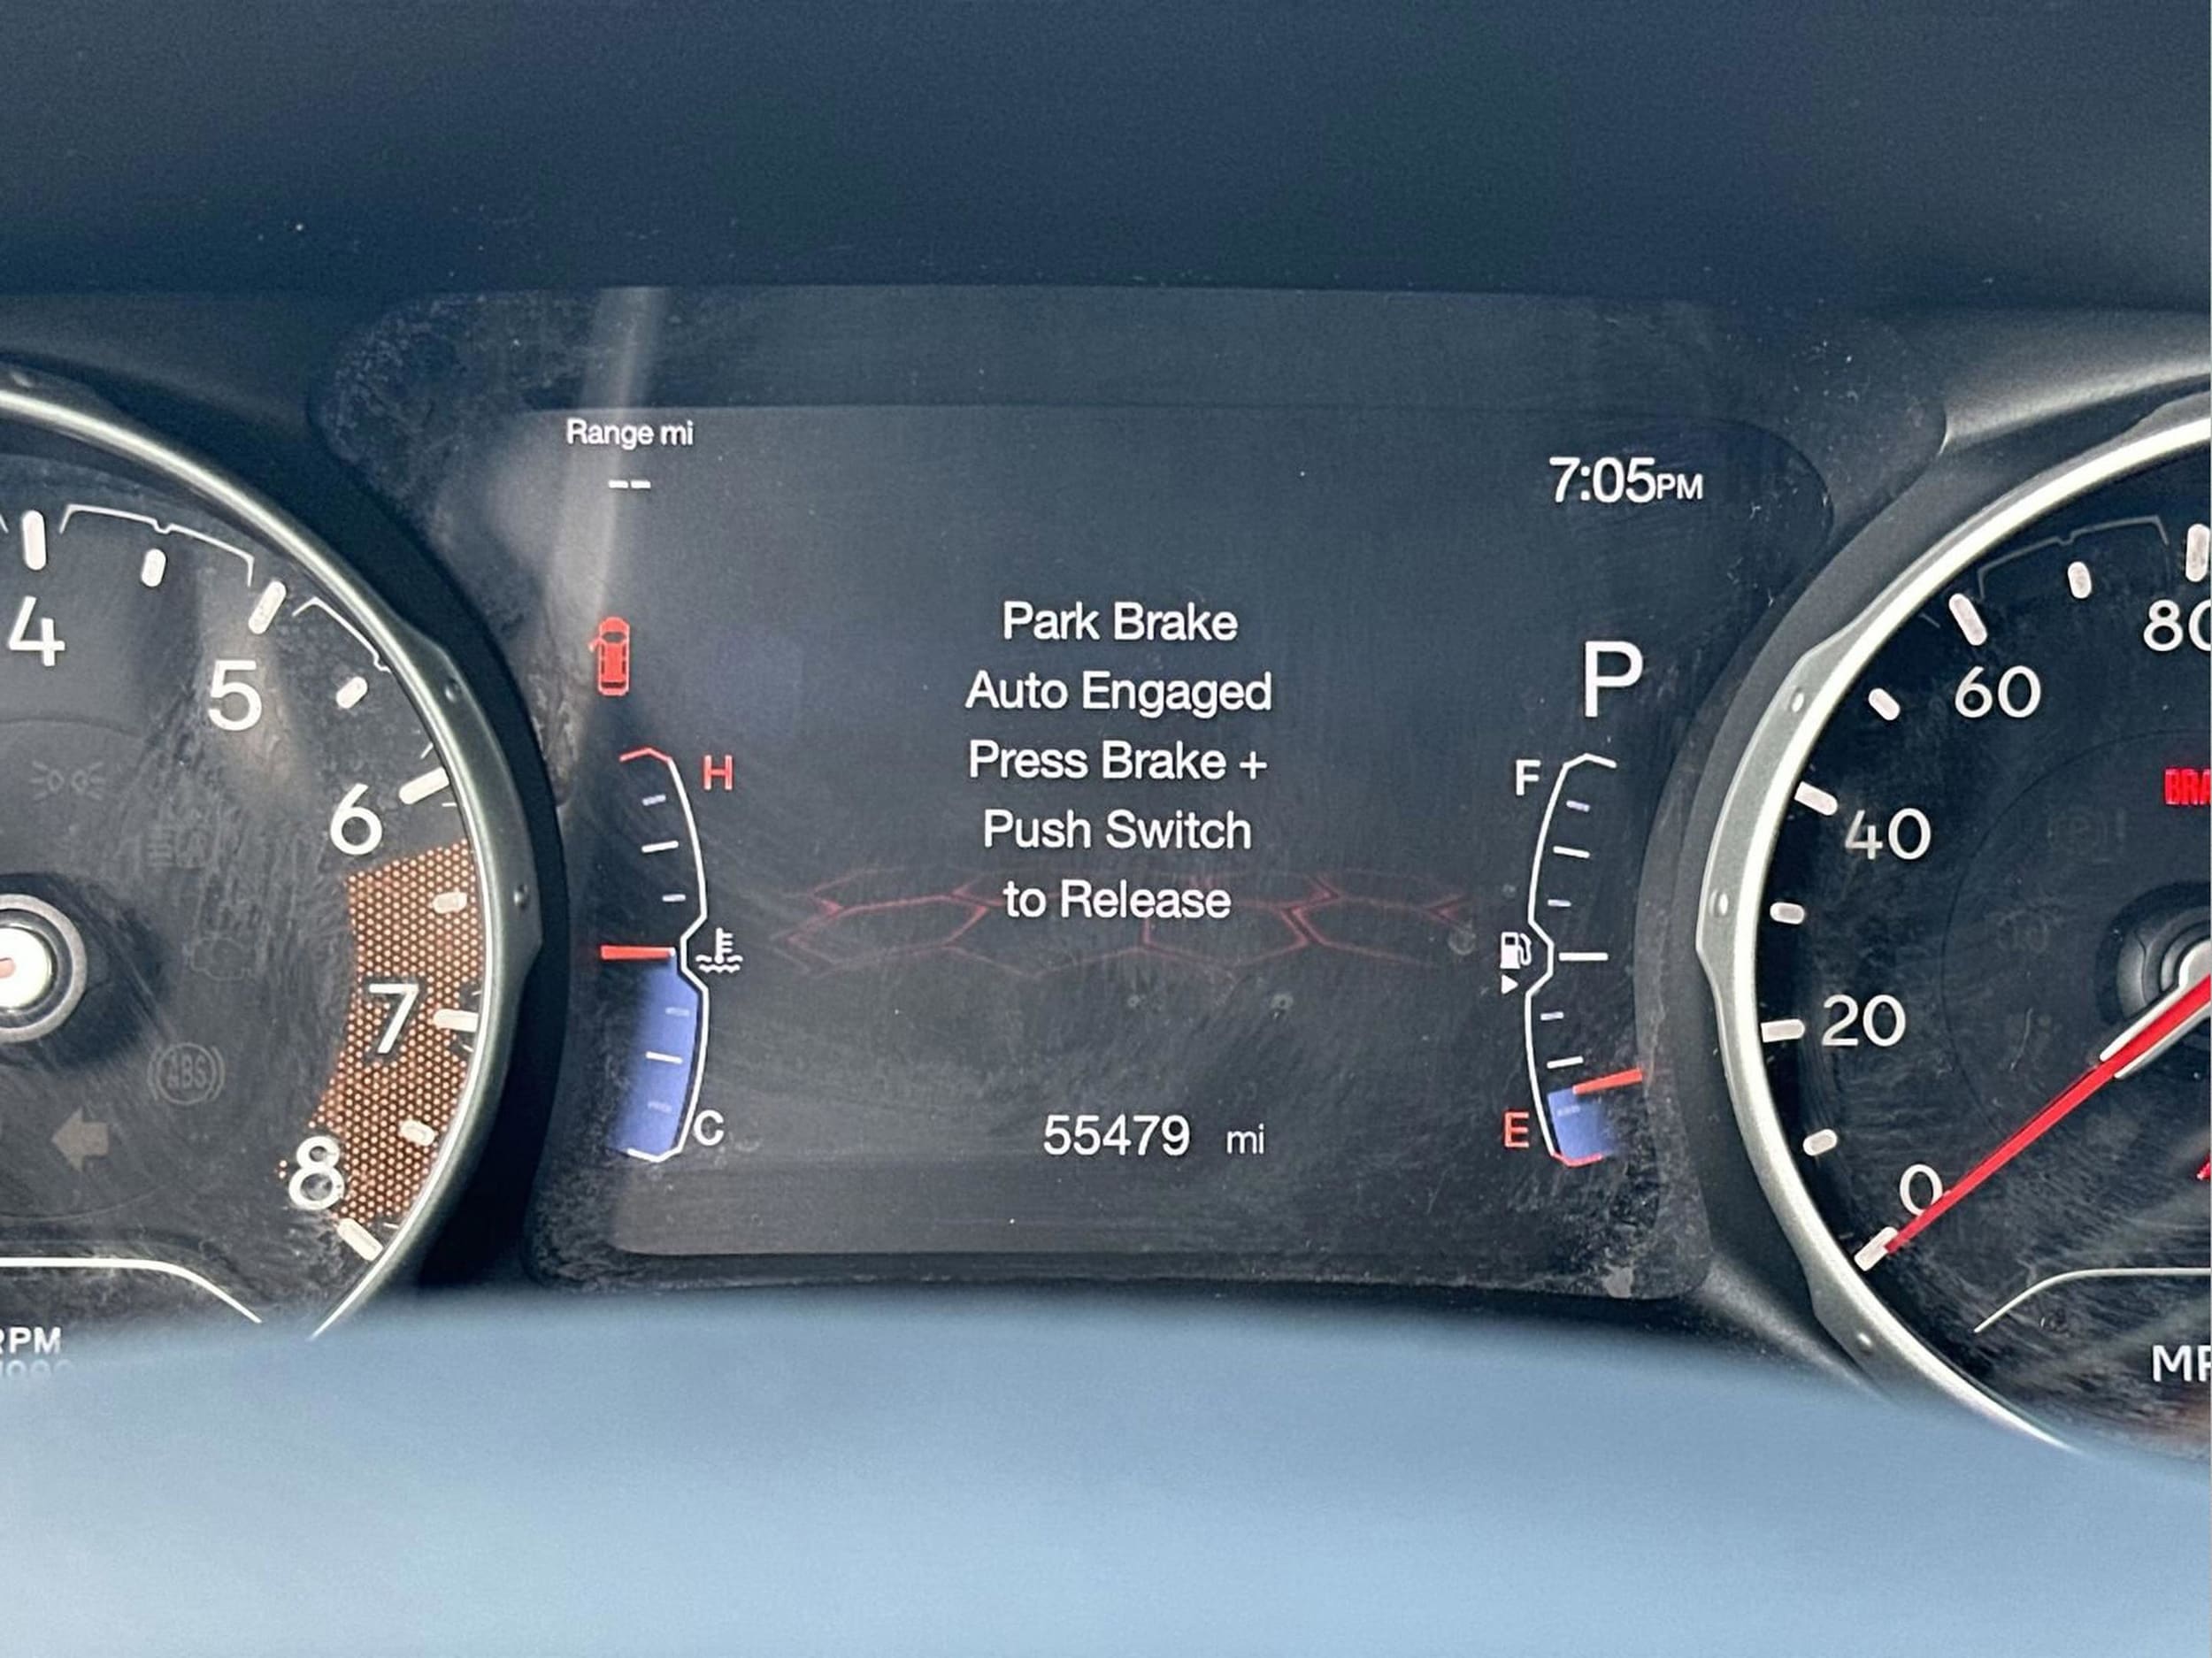 Range mi
--
7:05PM
Park Brake
Auto Engaged
Press Brake +
Push Switch
to Release
P
H
C
F
E
55479 mi
4
5
6
7
8
RPM
ABS
80
60
40
20
0